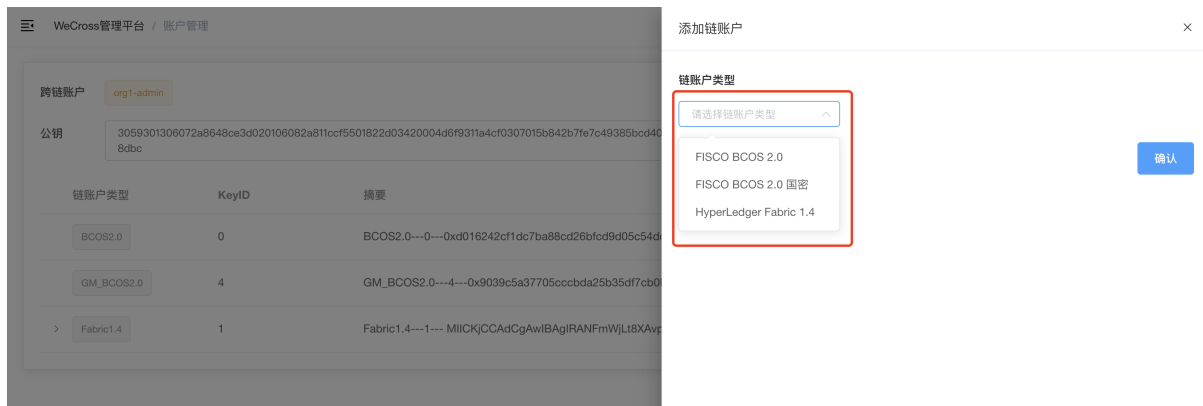 WeCross管理平台 / 账户管理
跨链账户 org1-admin
公钥
3059301306072a8648ce3d020106082a811ccf5501822d03420004d6f9311a4cf0307015b842b7fe7c49385bcd40
8dbc
链账户类型 KeyID 摘要
BCOS2.0 0 BCOS2.0---0---0xd016242cf1dc7ba88cd26bfcd9d05c54d
GM_BCOS2.0 4 GM_BCOS2.0---4---0x9039c5a37705cccbda25b35df7cb0
Fabric1.4 1 Fabric1.4---1--- MIICKjCCAdCgAwIBAgIRANFmWjLt8XAvp
添加链账户
链账户类型
请选择链账户类型
FISCO BCOS 2.0
FISCO BCOS 2.0 国密
HyperLedger Fabric 1.4
确认